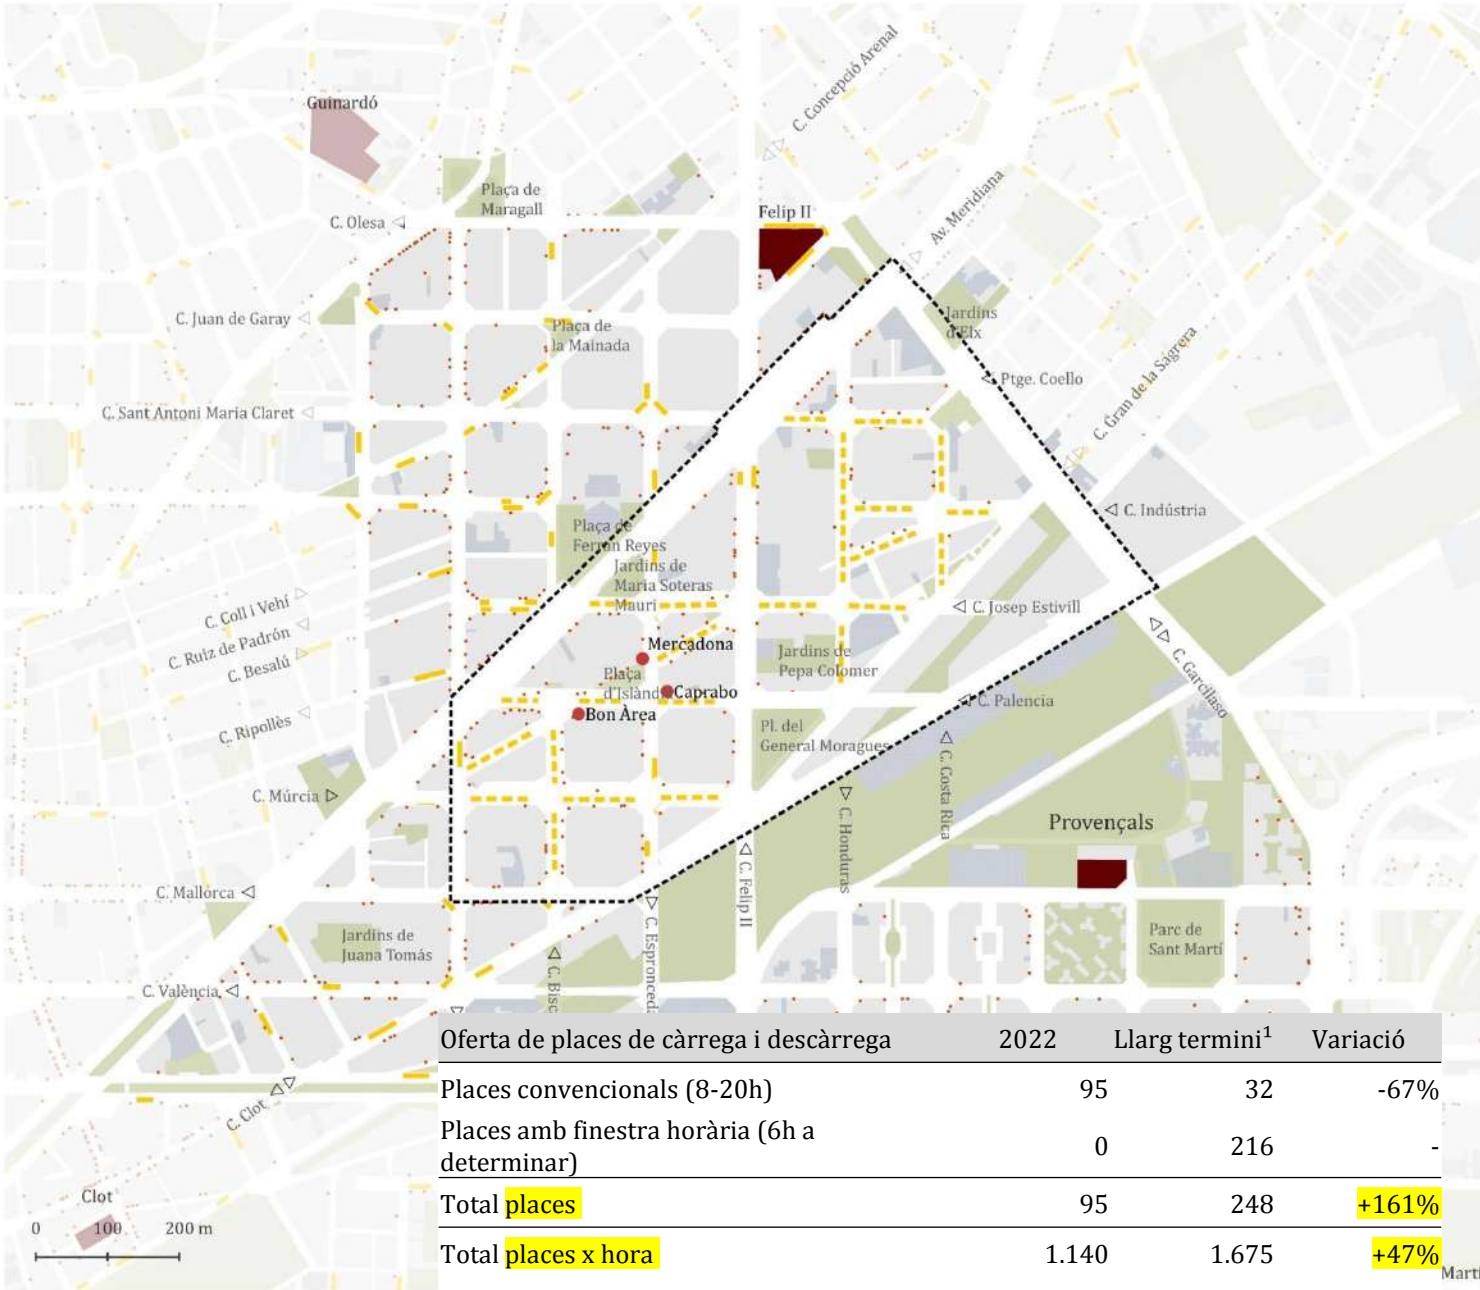 C. Concepció Arenal
Guinardó
Plaça de
Maragall
Felip II
C. Olesa ◁
Av. Meridiana
Jardins
d'Elx
C. Juan de Garay ◁
Plaça de
la Mainada
C. Gran de la Sagrera
◁ Ptge. Coello
C. Sant Antoni Maria Claret ◁
◁ C. Indústria
Plaça de
Ferran Reyes
Jardins de
Maria Soteras
Mauri
C. Coll i Vehí ▷
◁ C. Josep Estivill
C. Ruiz de Padrón ◁
C. Besalú ▷
Mercadona
Jardins de
Pepa Colomer
Plaça
d'Islàndia
Caprabo
C. Garcilaso
Bon Àrea
◁ C. Palencia
C. Ripollès ◁
Pl. del
General Moragues
C. Múrcia ▷
C. Costa Rica
C. Honduras
Provençals
C. Felip II
C. Mallorca ◁
C. Espronceda
Jardins de
Juana Tomás
Parc de
Sant Martí
C. València ◁
C. Bisc
Oferta de places de càrrega i descàrrega 2022 Llarg termini¹ Variació
Places convencionals (8-20h) 95 32 -67%
C. Clot
Places amb finestra horària (6h a
determinar) 0 216 -
Total places 95 248 +161%
Clot
0 100 200 m
Total places x hora 1.140 1.675 +47%
Martí